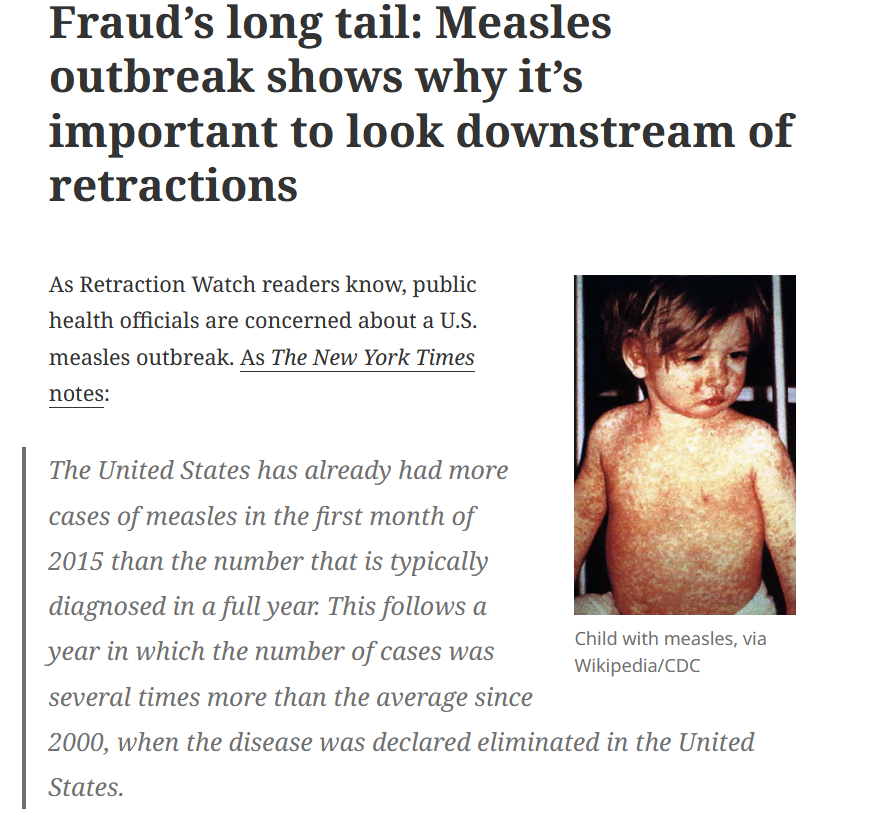 Fraud’s long tail: Measles
outbreak shows why it’s
important to look downstream of
retractions
As Retraction Watch readers know, public
health officials are concerned about a U.S.
measles outbreak. As The New York Times
notes:
The United States has already had more
cases of measles in the first month of
2015 than the number that is typically
diagnosed in a full year. This follows a
year in which the number of cases was
several times more than the average since
2000, when the disease was declared eliminated in the United
States.
Child with measles, via
Wikipedia/CDC